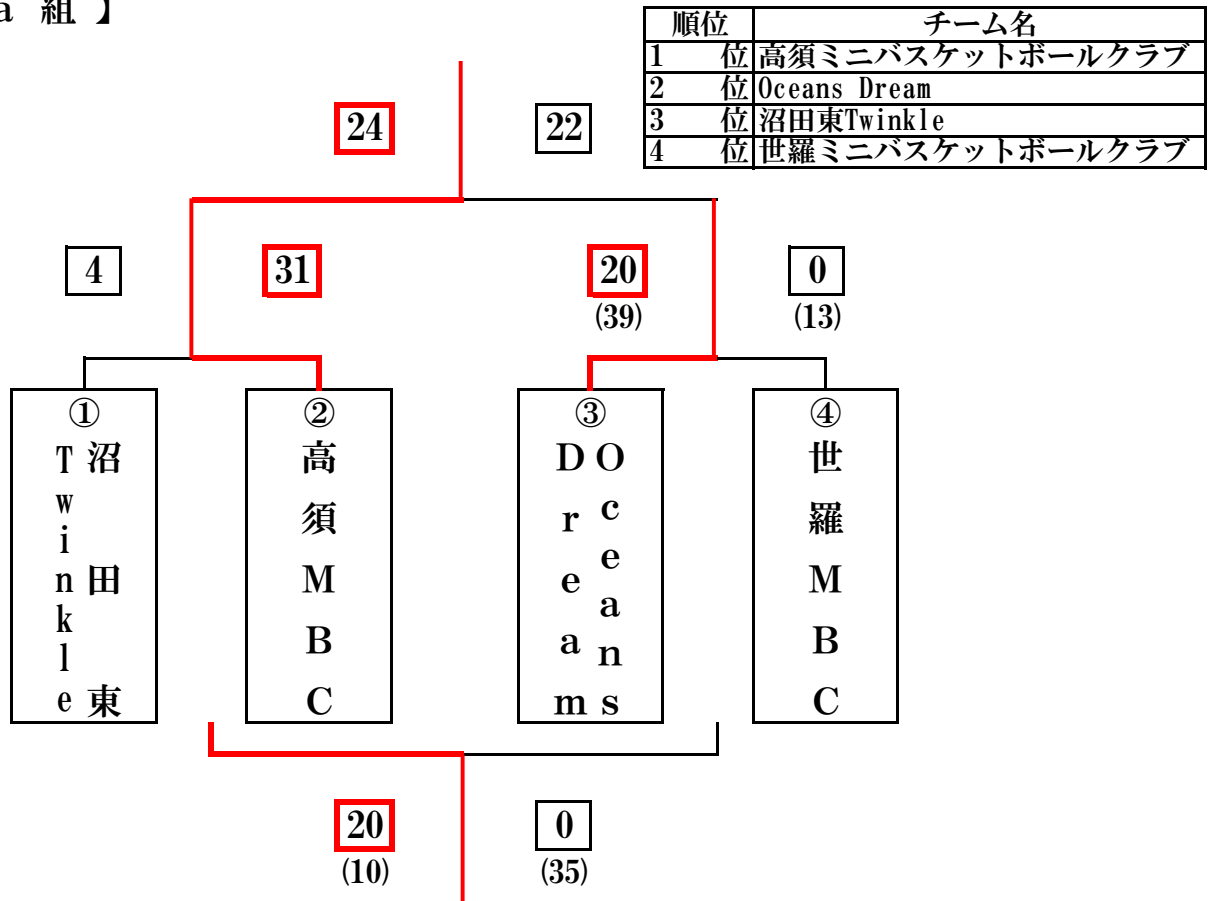 a 組 】
順位 チーム名
1 位 高須ミニバスケットボールクラブ
2 位 Oceans Dream
3 位 沼田東Twinkle
4 位 世羅ミニバスケットボールクラブ
24 22
4 31 20 0
(39) (13)
① ② ③ ④
沼田東
Twinkle
高須MBC
Oceans
Dream
世羅MBC
20 0
(10) (35)